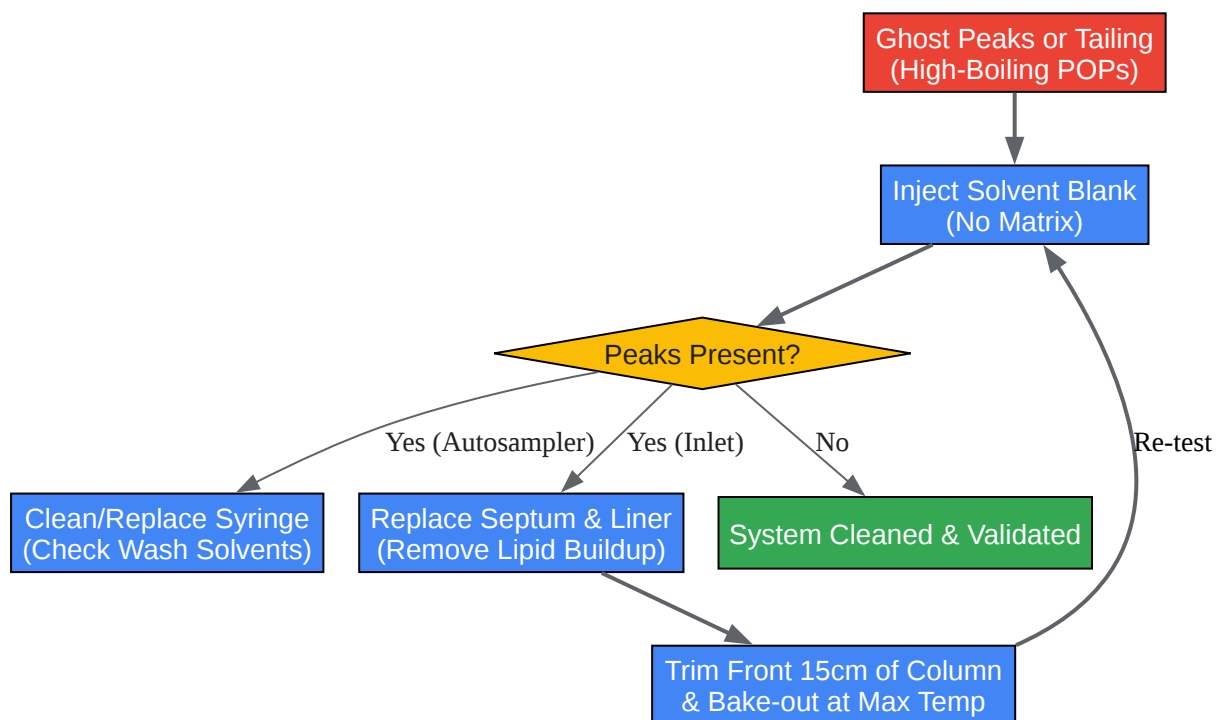 Ghost Peaks or Tailing
(High-Boiling POPs)
Inject Solvent Blank
(No Matrix)
Peaks Present?
Yes (Autosampler)
Yes (Inlet)
No
Re-test
Clean/Replace Syringe
(Check Wash Solvents)
Replace Septum & Liner
(Remove Lipid Buildup)
System Cleaned & Validated
Trim Front 15cm of Column
& Bake-out at Max Temp